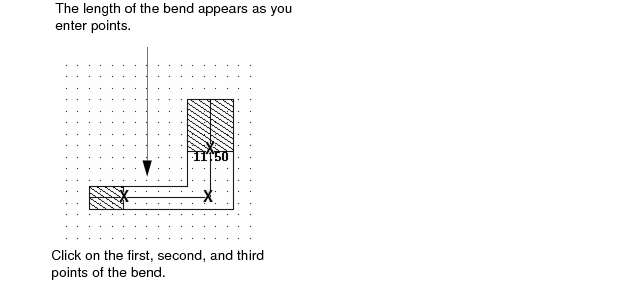 The length of the bend appears as you
enter points.
X
11.50
X
X
Click on the first, second, and third
points of the bend.